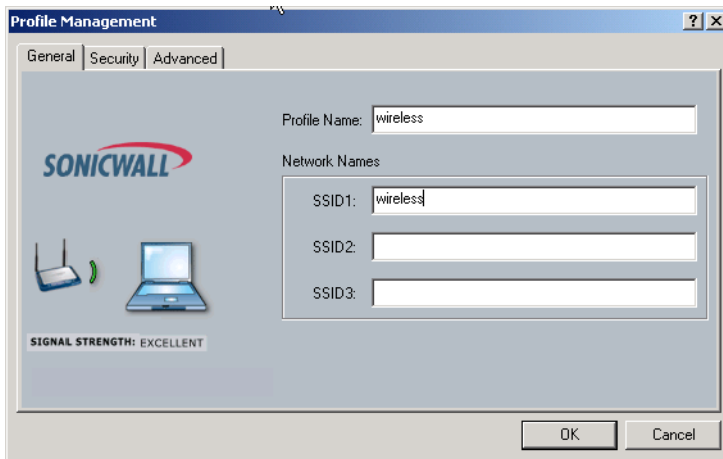 Profile Management
General Security Advanced
Profile Name: wireless
SONICWALL
Network Names
SSID1: wireless
SSID2:
SSID3:
SIGNAL STRENGTH: EXCELLENT
OK Cancel